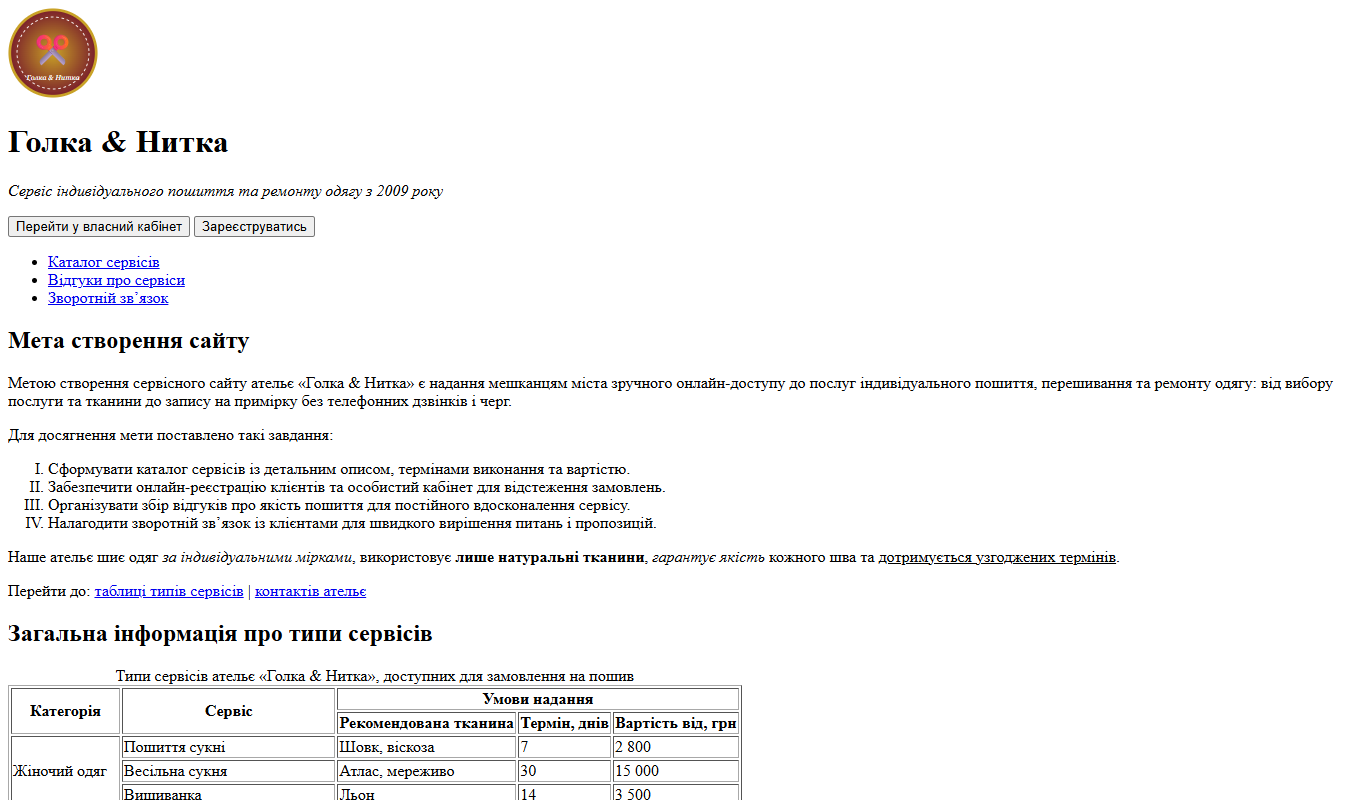 Голка & Нитка
Голка & Нитка
Сервіс індивідуального пошиття та ремонту одягу з 2009 року
Перейти у власний кабінет Зареєструватись
Каталог сервісів
Відгуки про сервіси
Зворотній зв’язок
Мета створення сайту
Метою створення сервісного сайту ательє «Голка & Нитка» є надання мешканцям міста зручного онлайн-доступу до послуг індивідуального пошиття, перешивання та ремонту одягу: від вибору
послуги та тканини до запису на примірку без телефонних дзвінків і черг.
Для досягнення мети поставлено такі завдання:
I. Сформувати каталог сервісів із детальним описом, термінами виконання та вартістю.
II. Забезпечити онлайн-реєстрацію клієнтів та особистий кабінет для відстеження замовлень.
III. Організувати збір відгуків про якість пошиття для постійного вдосконалення сервісу.
IV. Налагодити зворотній зв’язок із клієнтами для швидкого вирішення питань і пропозицій.
Наше ательє шиє одяг за індивідуальними мірками, використовує лише натуральні тканини, гарантує якість кожного шва та дотримується узгоджених термінів.
Перейти до: таблиці типів сервісів | контактів ательє
Загальна інформація про типи сервісів
Типи сервісів ательє «Голка & Нитка», доступних для замовлення на пошив
Категорія Сервіс Умови надання
Рекомендована тканина Термін, днів Вартість від, грн
Жіночий одяг Пошиття сукні Шовк, віскоза 7 2 800
Весільна сукня Атлас, мереживо 30 15 000
Вишиванка Льон 14 3 500